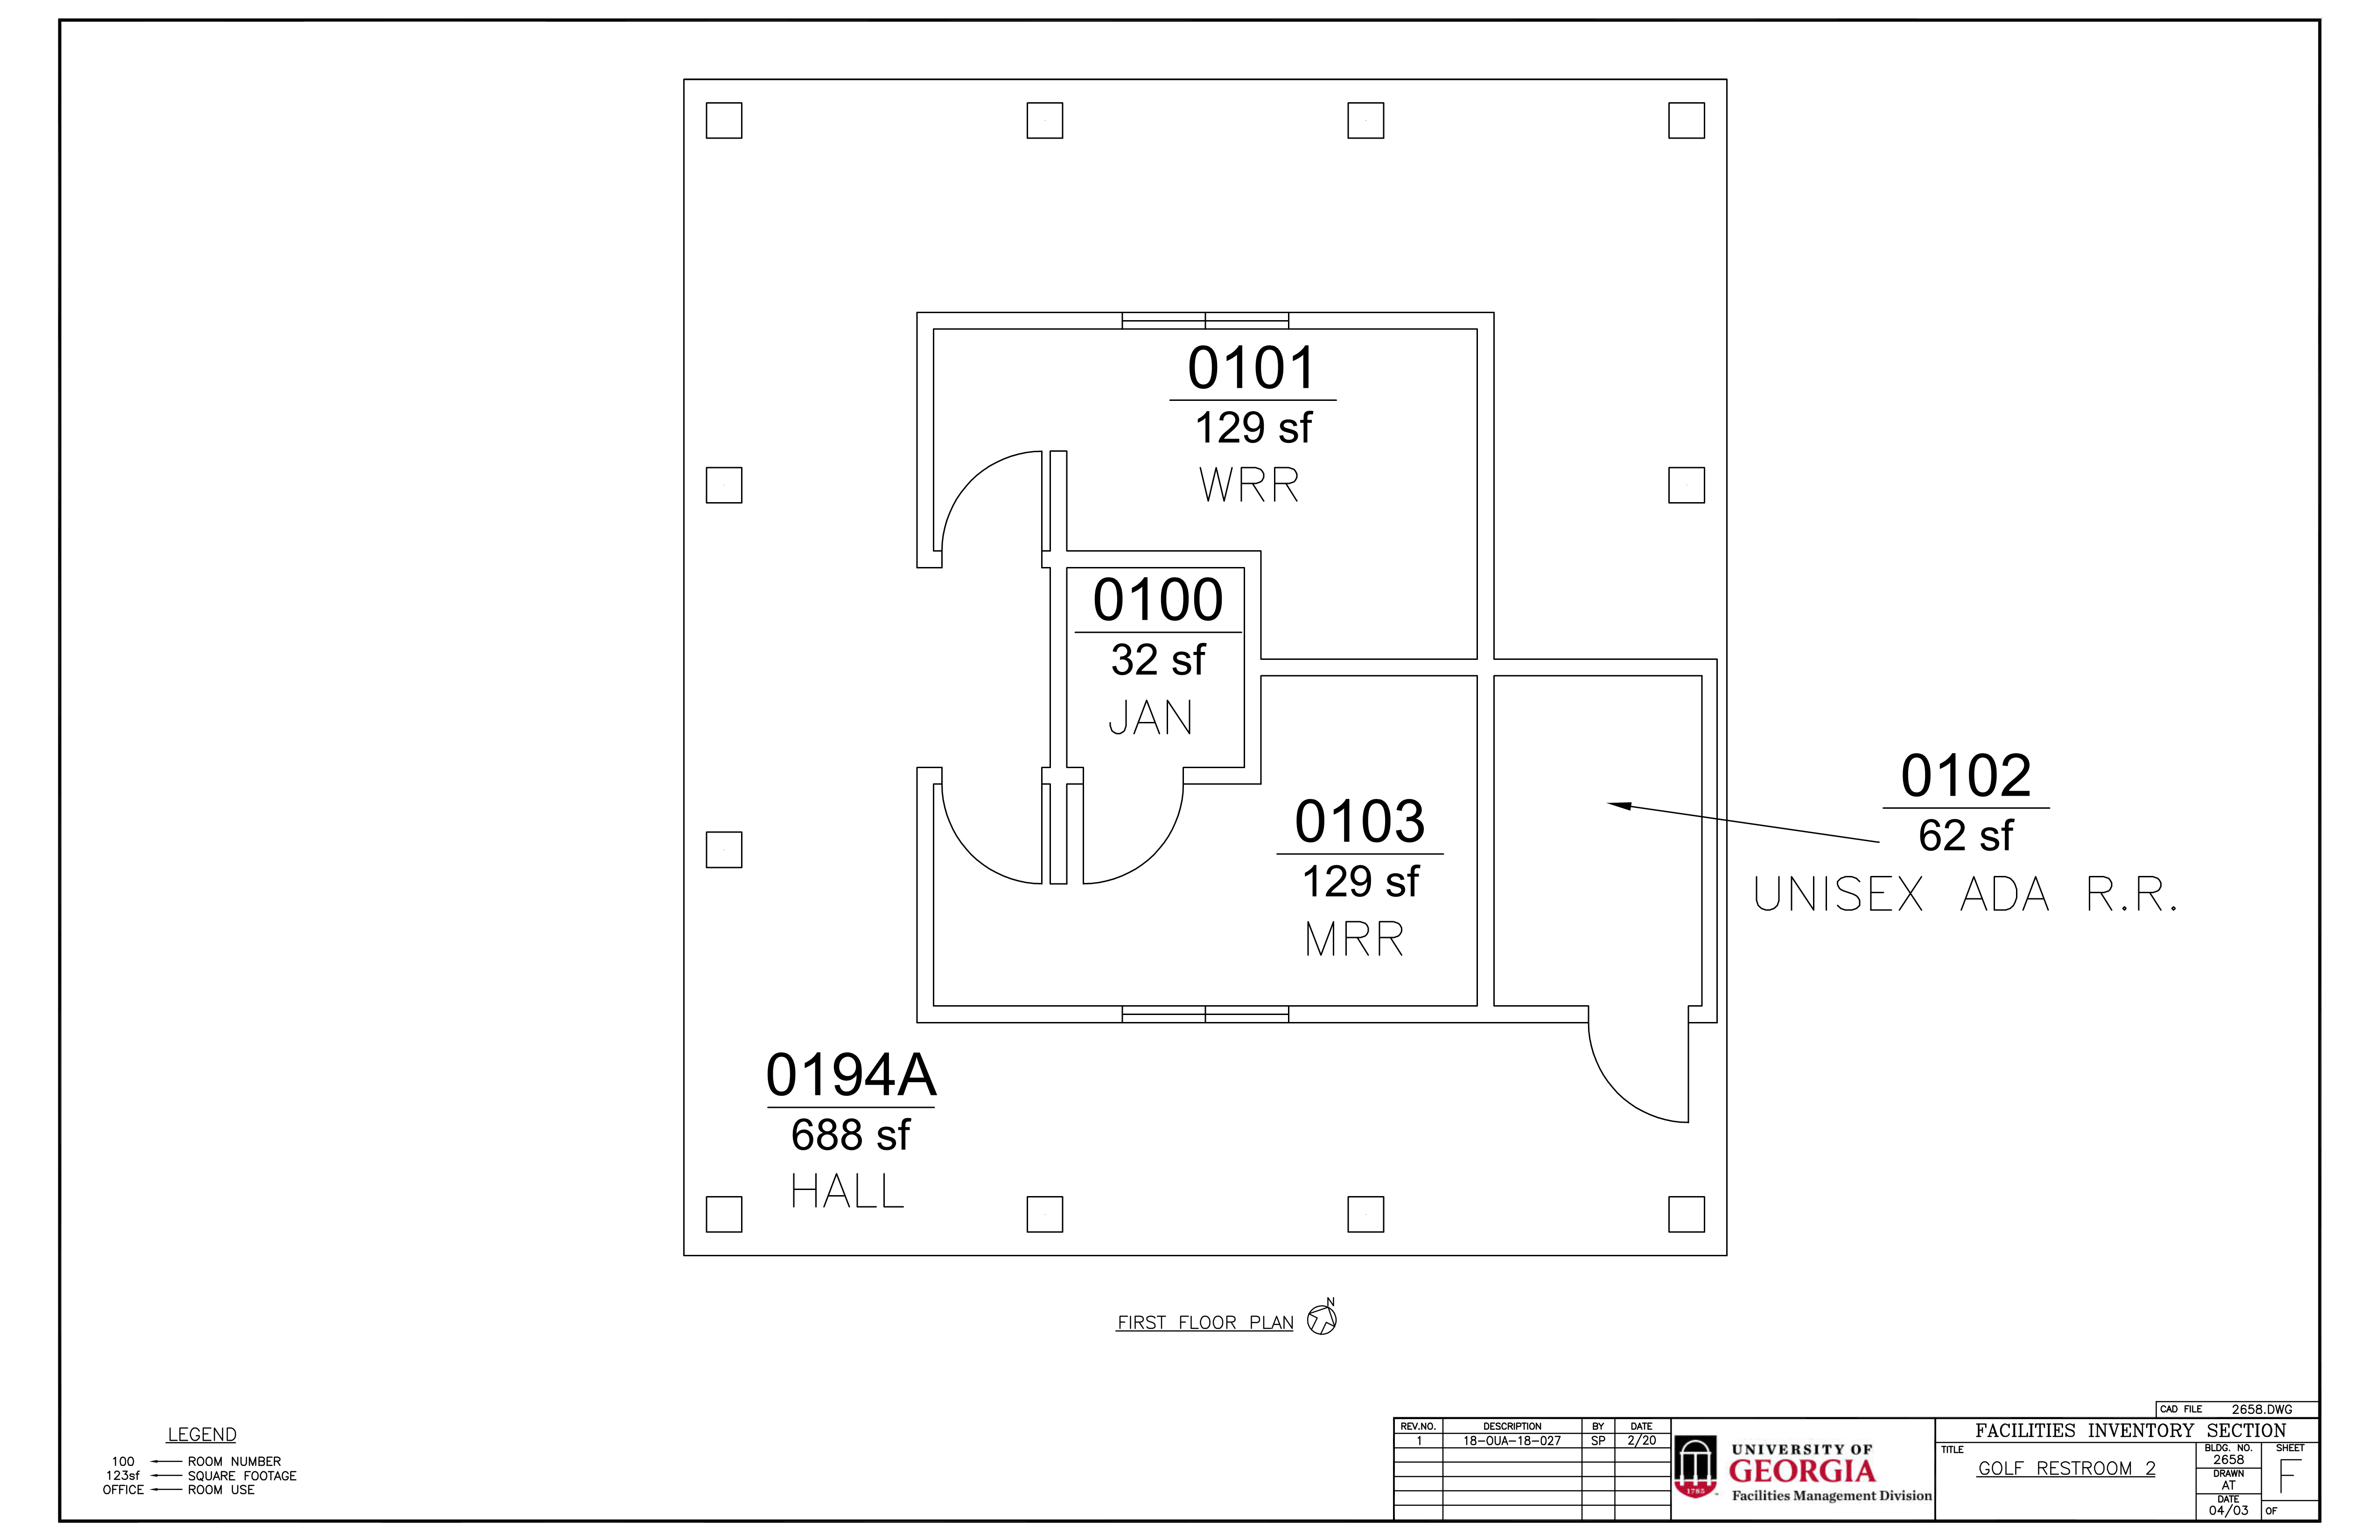 0101
129 sf
WRR
0100
32 sf
JAN
0102
62 sf
UNISEX ADA R.R.
0103
129 sf
MRR
0194A
688 sf
HALL
FIRST FLOOR PLAN
N
LEGEND
100 ROOM NUMBER
123sf SQUARE FOOTAGE
OFFICE ROOM USE
CAD FILE 2658.DWG
REV.NO. DESCRIPTION BY DATE
1 18-OUA-18-027 SP 2/20
1785
UNIVERSITY OF
GEORGIA
Facilities Management Division
FACILITIES INVENTORY SECTION
TITLE
GOLF RESTROOM 2
BLDG. NO.
2658
DRAWN
AT
DATE
04/03
SHEET
F
OF